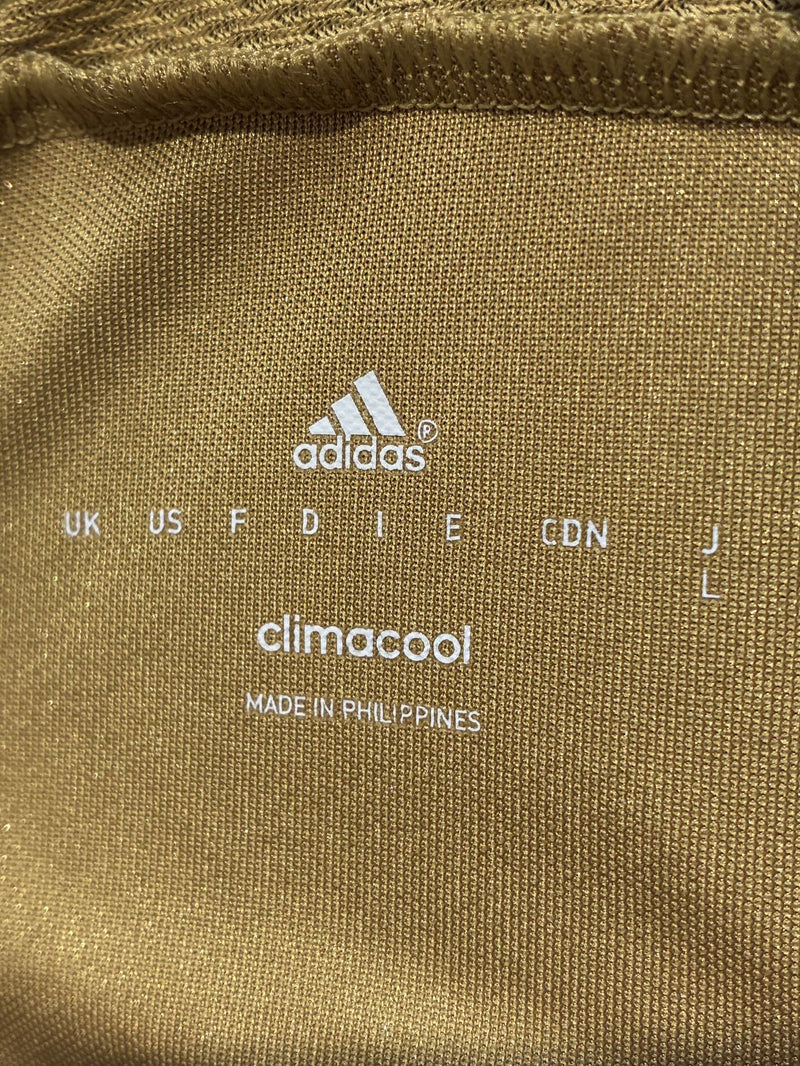 adidas®
UK US F D I E CDN J
L
climacool
MADE IN PHILIPPINES